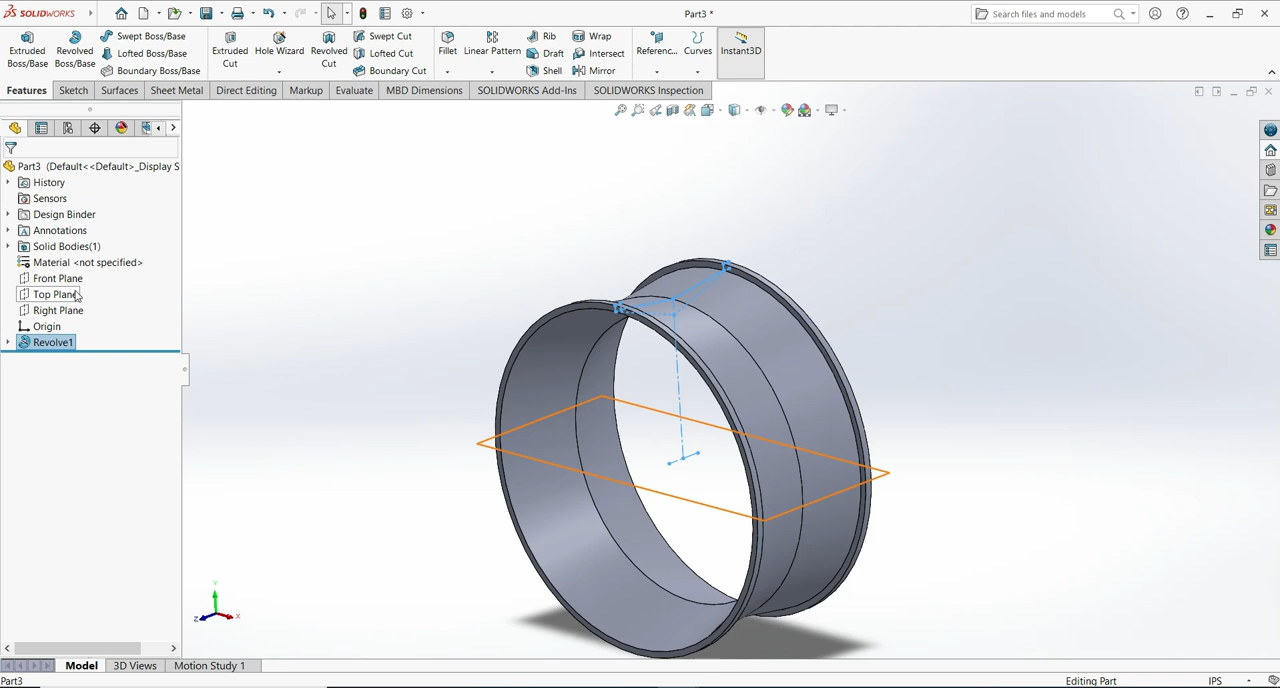 SOLIDWORKS
Part3 *
Search files and models
Extruded Boss/Base
Revolved Boss/Base
Swept Boss/Base
Lofted Boss/Base
Boundary Boss/Base
Extruded Cut
Hole Wizard
Revolved Cut
Swept Cut
Lofted Cut
Boundary Cut
Fillet
Linear Pattern
Rib
Draft
Shell
Wrap
Intersect
Mirror
Referenc...
Curves
Instant3D
Features Sketch Surfaces Sheet Metal Direct Editing Markup Evaluate MBD Dimensions SOLIDWORKS Add-Ins SOLIDWORKS Inspection
Part3 (Default<<Default>_Display S
History
Sensors
Design Binder
Annotations
Solid Bodies(1)
Material <not specified>
Front Plane
Top Plane
Right Plane
Origin
Revolve1
Y
Z
X
Model 3D Views Motion Study 1
Part3
Editing Part
IPS